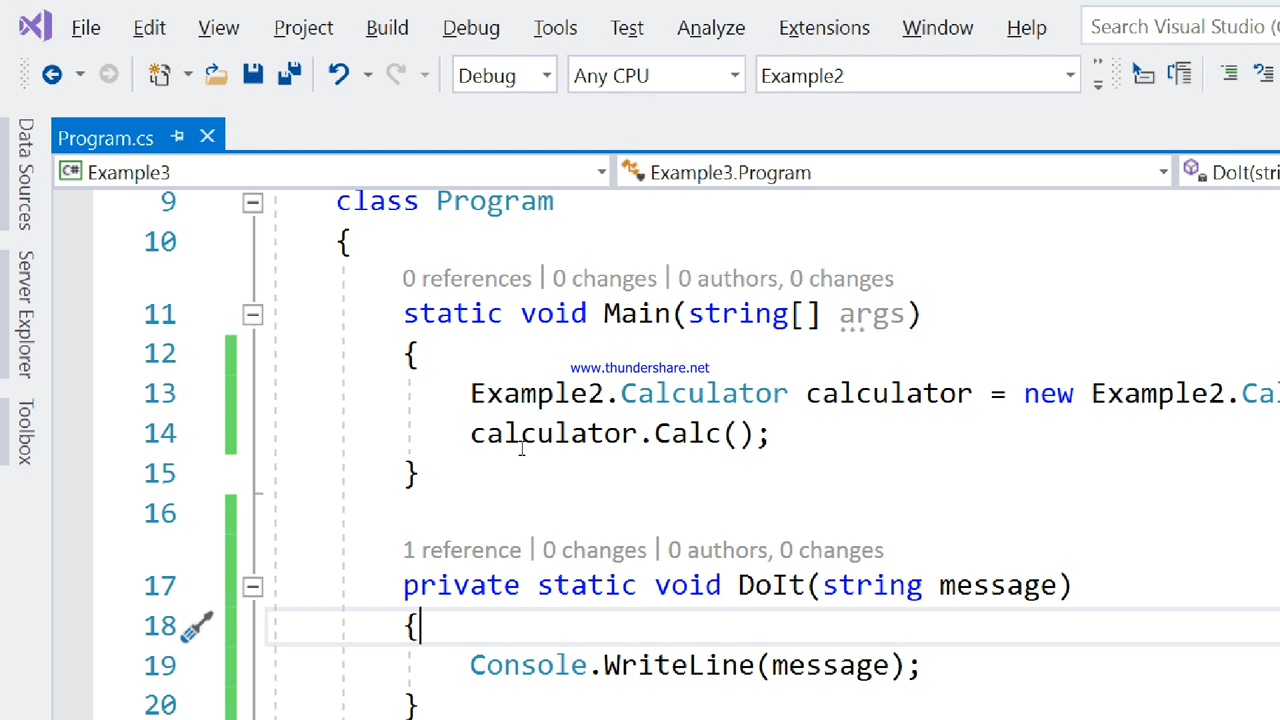 File Edit View Project Build Debug Tools Test Analyze Extensions Window Help Search Visual Studio (
Debug Any CPU Example2
Program.cs
Data Sources
Server Explorer
Toolbox
C# Example3 Example3.Program DoIt(stri
9 class Program
10 {
0 references | 0 changes | 0 authors, 0 changes
11 static void Main(string[] args)
12 {
www.thundershare.net
13 Example2.Calculator calculator = new Example2.Cal
14 calculator.Calc();
15 }
16
1 reference | 0 changes | 0 authors, 0 changes
17 private static void DoIt(string message)
18 {
19 Console.WriteLine(message);
20 }